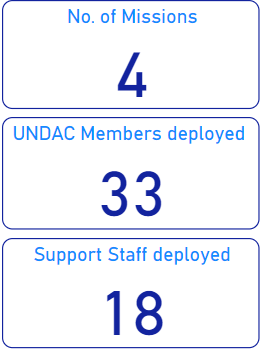 No. of Missions
4
UNDAC Members deployed
33
Support Staff deployed
18